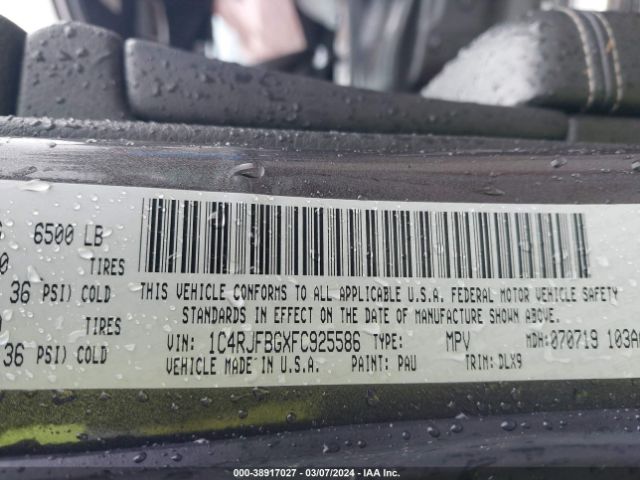 6500 LB
TIRES
36 PSI) COLD
TIRES
36 PSI) COLD
THIS VEHICLE CONFORMS TO ALL APPLICABLE U.S.A. FEDERAL MOTOR VEHICLE SAFETY
STANDARDS IN EFFECT ON THE DATE OF MANUFACTURE SHOWN ABOVE.
VIN: 1C4RJFBGXFC925586 TYPE: MPV MDH: 070719 103A
VEHICLE MADE IN U.S.A. PAINT: PAU TRIM: DLX9
000-38917027 — 03/07/2024 — IAA Inc.